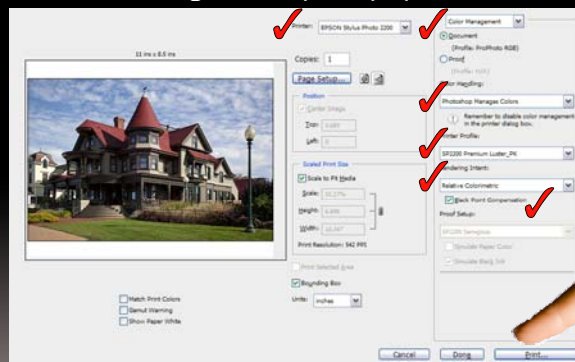 Printer: EPSON Stylus Photo 2200
Copies: 1
Page Setup...
Position
Center Image
Top:
Left: 0
Scaled Print Size
Scale to Fit Media
Scale:
Height:
Width:
Print Resolution: 542 PPI
Print Selected Area
Bounding Box
Units: inches
11 ins x 8.5 ins
Match Print Colors
Gamut Warning
Show Paper White
Color Management
Document
(Profile: ProPhoto RGB)
Proof
(Profile: N/A)
Color Handling:
Photoshop Manages Colors
Remember to disable color management
in the printer dialog box.
Printer Profile:
SP2200 Premium Luster_PK
Rendering Intent:
Relative Colorimetric
Black Point Compensation
Proof Setup:
Simulate Paper Color
Simulate Black Ink
Cancel
Done
Print...